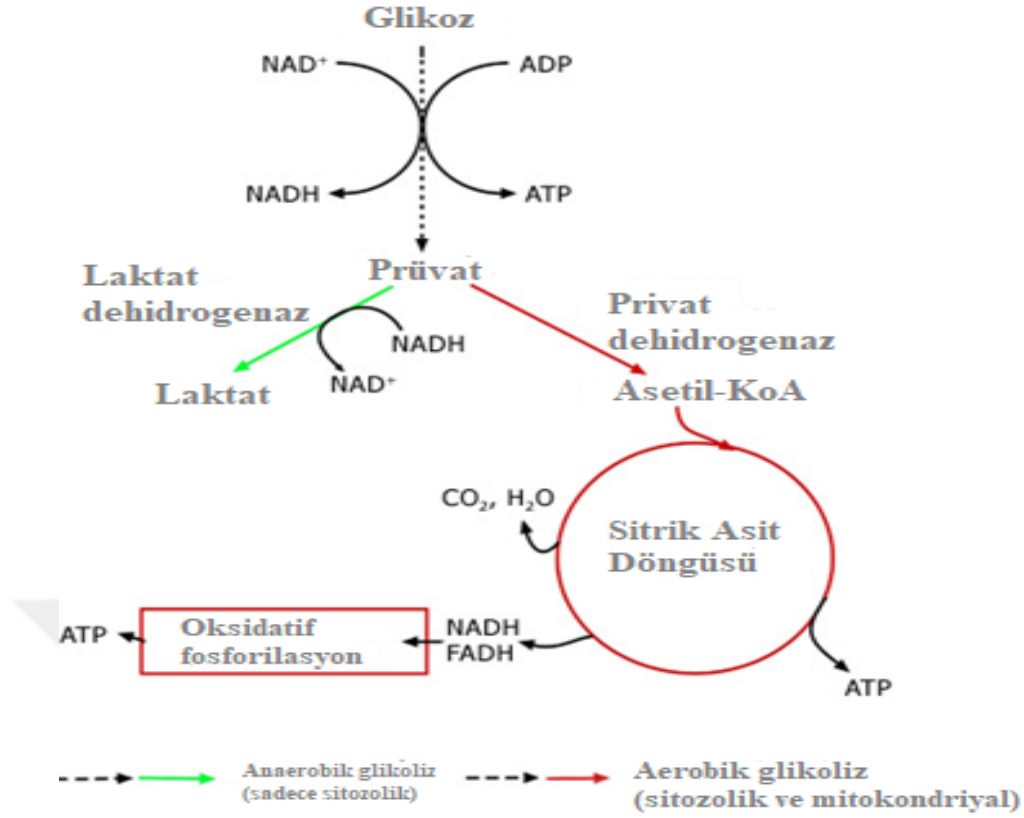 Glikoz
NAD⁺
ADP
NADH
ATP
Prüvat
Laktat
dehidrogenaz
NADH
NAD⁺
Laktat
Privat
dehidrogenaz
Asetil-KoA
CO₂, H₂O
Sitrik Asit
Döngüsü
ATP
Oksidatif
fosforilasyon
NADH
FADH
ATP
Anaerobik glikoliz
(sadece sitozolik)
Aerobik glikoliz
(sitozolik ve mitokondriyal)